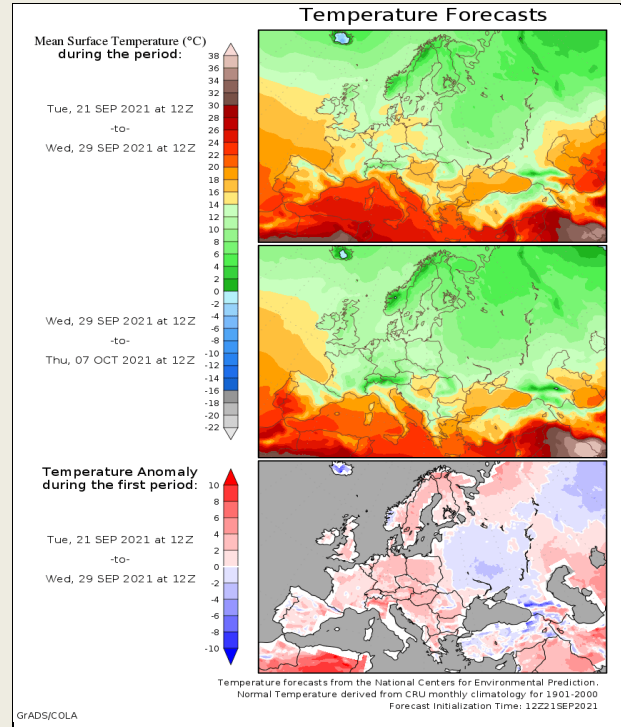 Temperature Forecasts
Mean Surface Temperature (°C)
during the period:
38
36
34
32
30
28
26
24
22
20
18
16
14
12
10
8
6
4
2
0
-2
-4
-6
-8
-10
-12
-14
-16
-18
-20
-22
Tue, 21 SEP 2021 at 12Z
-to-
Wed, 29 SEP 2021 at 12Z
Wed, 29 SEP 2021 at 12Z
-to-
Thu, 07 OCT 2021 at 12Z
Temperature Anomaly
during the first period:
10
8
6
4
2
0
-2
-4
-6
-8
-10
Tue, 21 SEP 2021 at 12Z
-to-
Wed, 29 SEP 2021 at 12Z
Temperature forecasts from the National Centers for Environmental Prediction.
Normal Temperature derived from CRU monthly climatology for 1901-2000
Forecast Initialization Time: 12Z21SEP2021
GrADS/COLA